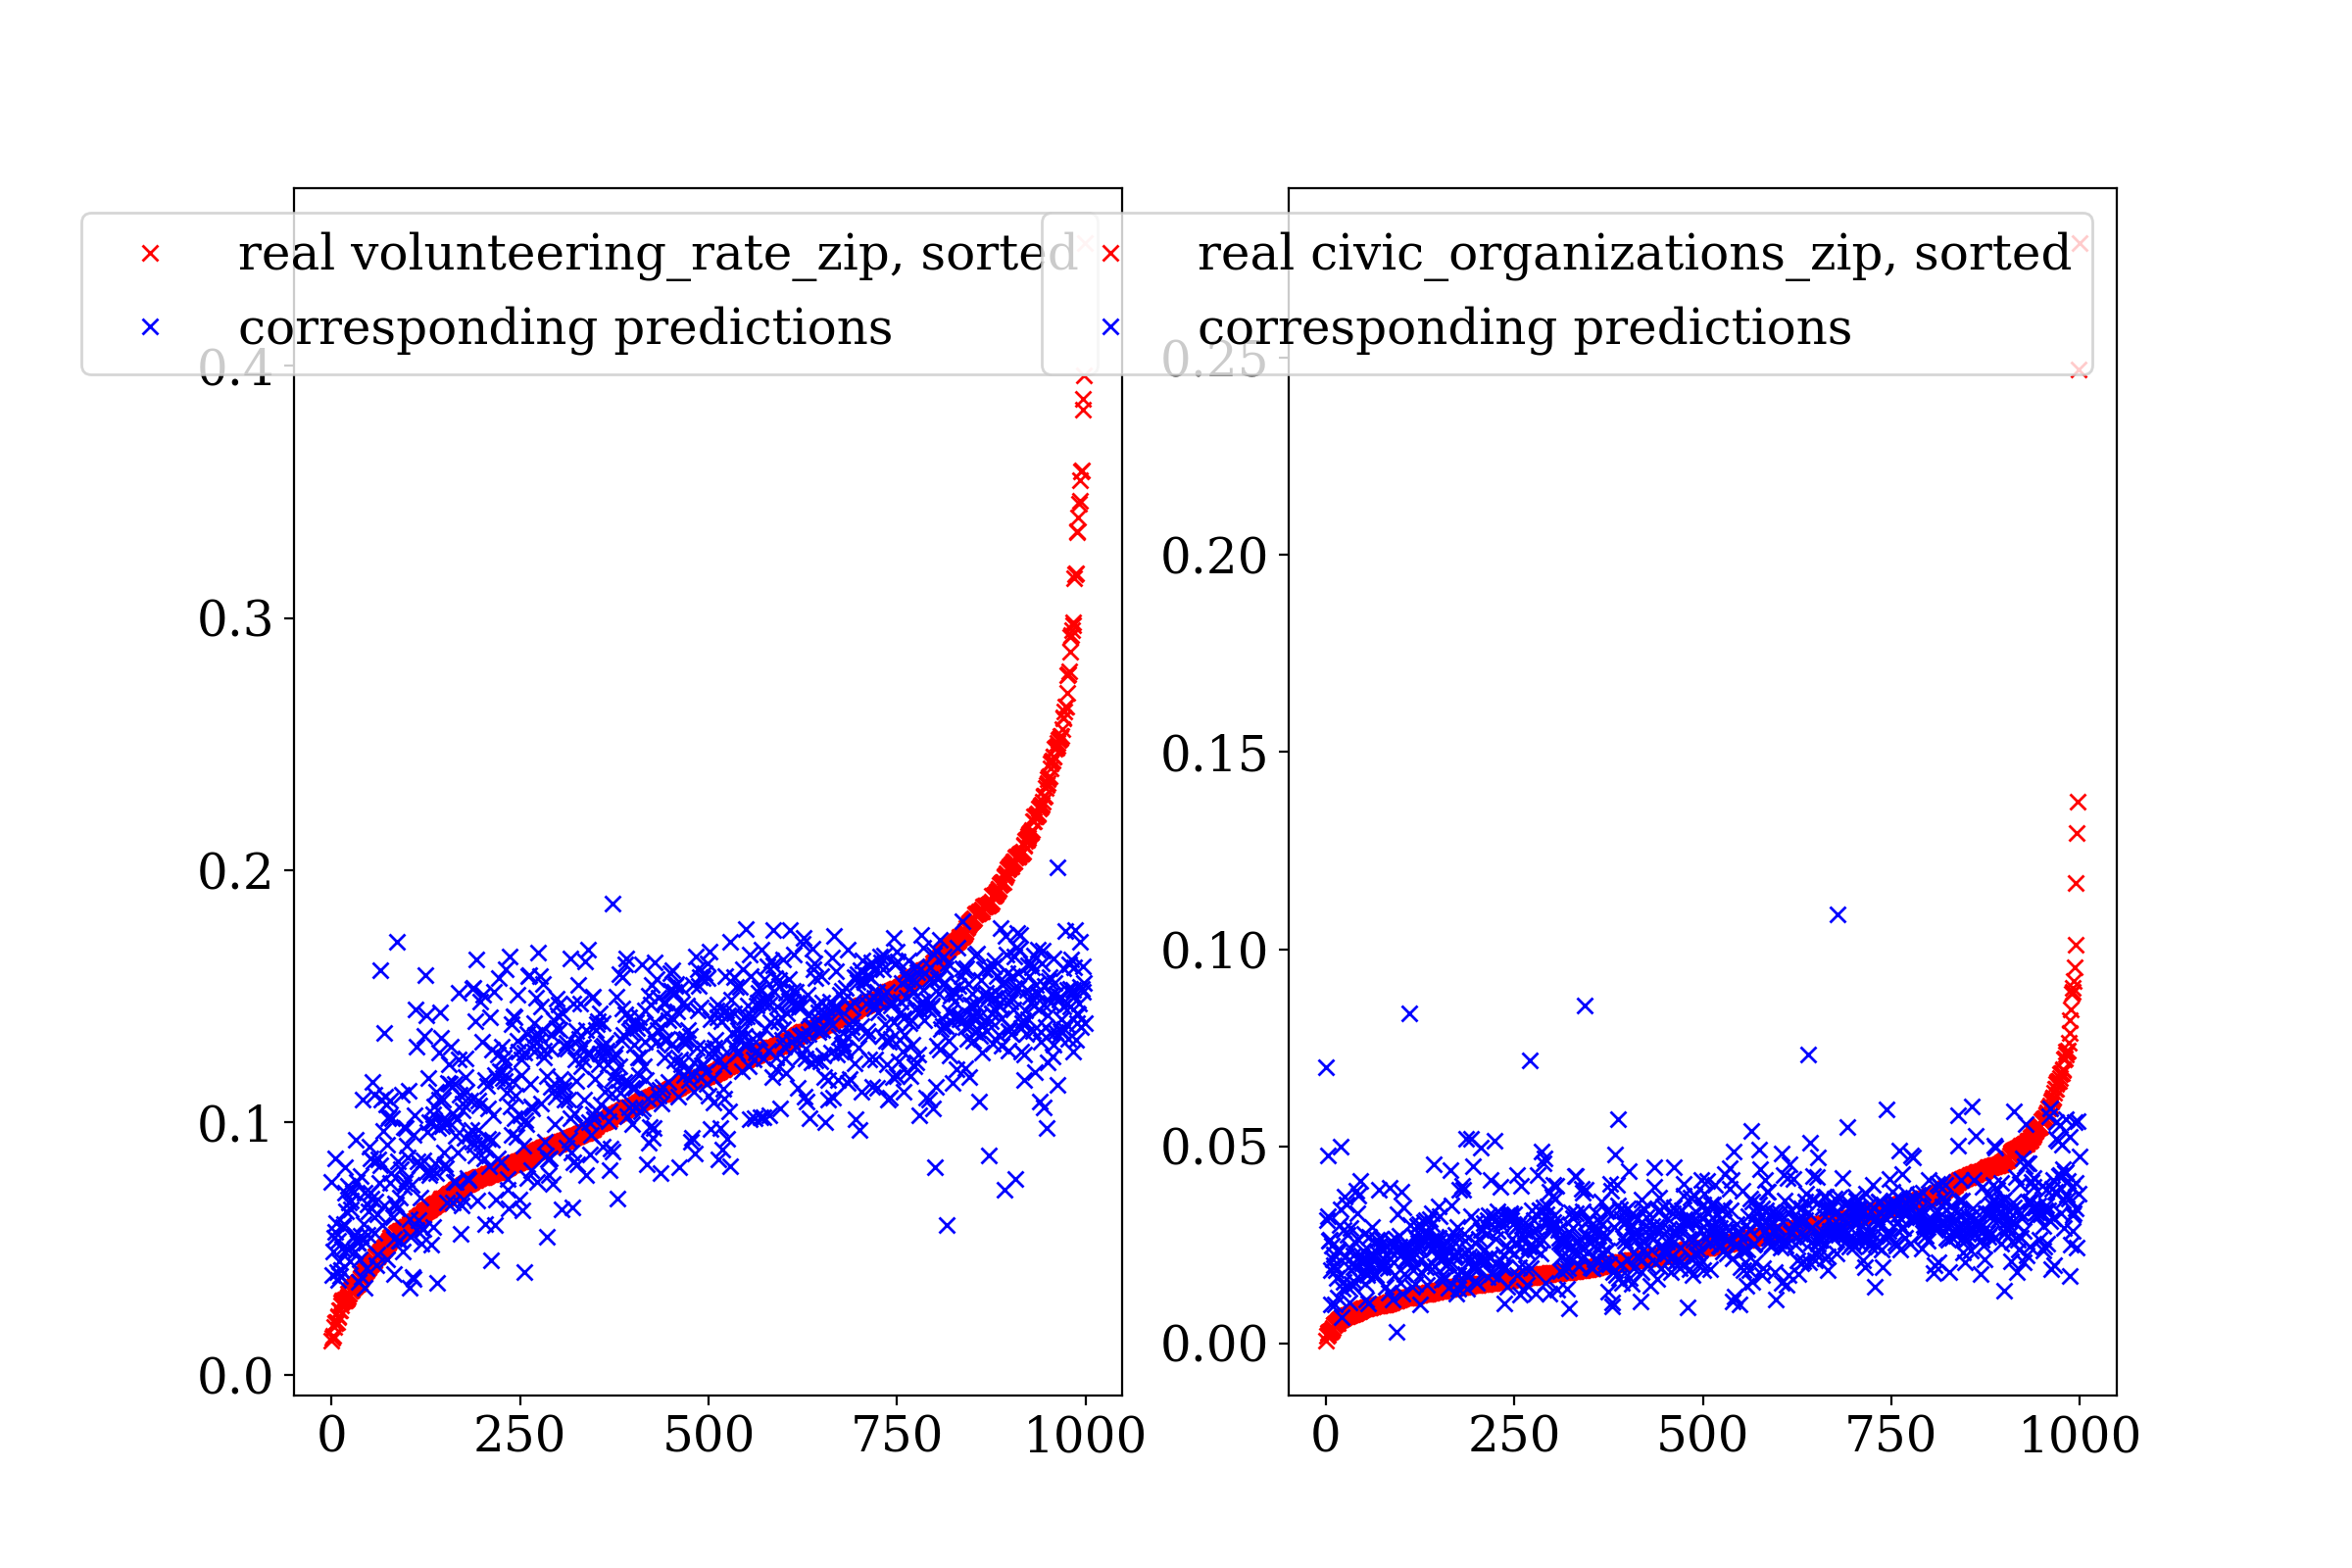 real volunteering_rate_zip, sorted
corresponding predictions
real civic_organizations_zip, sorted
corresponding predictions
0.4
0.3
0.2
0.1
0.0
0 250 500 750 1000
0.25
0.20
0.15
0.10
0.05
0.00
0 250 500 750 1000